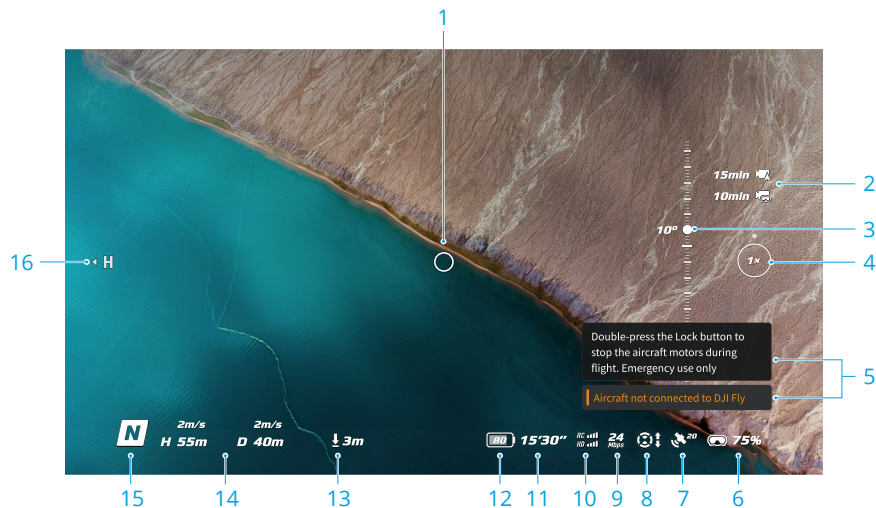 1
15min
2
10min
10°
3
16
H
1×
4
Double-press the Lock button to
stop the aircraft motors during
flight. Emergency use only
5
Aircraft not connected to DJI Fly
N
2m/s
H 55m
2m/s
D 40m
3m
80
15'30"
RC
HD
24
Mbps
20
75%
15
14
13
12
11
10
9
8
7
6